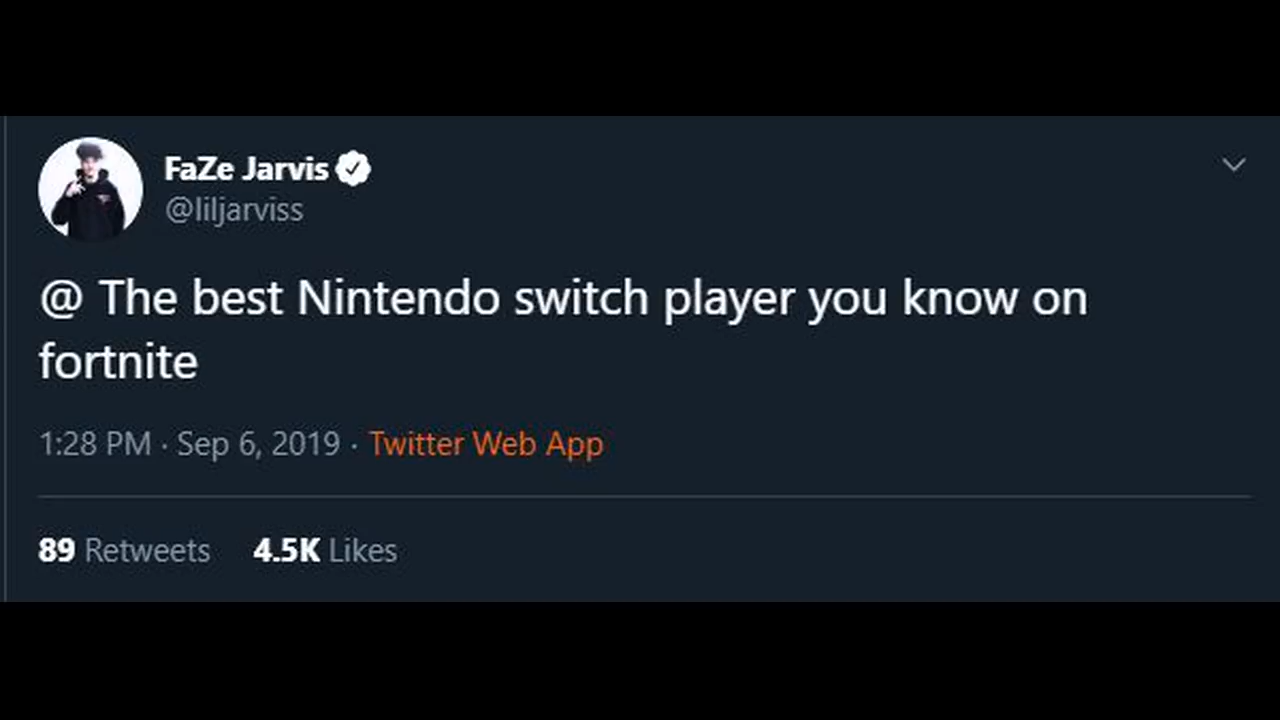 FaZe Jarvis
@liljarviss
@ The best Nintendo switch player you know on
fortnite
1:28 PM · Sep 6, 2019 · Twitter Web App
89 Retweets 4.5K Likes